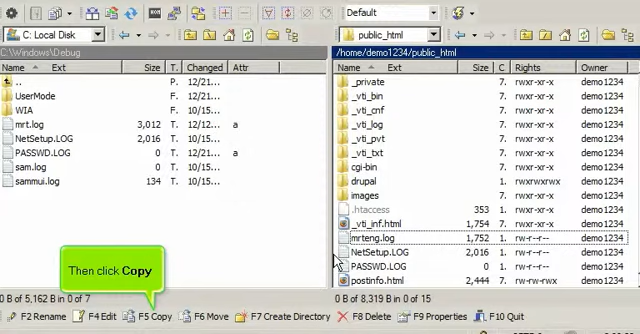 Default
C: Local Disk
public_html
C:\Windows\Debug
/home/demo1234/public_html
Name Ext Size T. Changed Attr
.. P. 12/21...
UserMode F. 12/21...
WIA F. 10/15...
mrt.log 3,012 T. 12/12... a
NetSetup.LOG 2,016 T. 10/15...
PASSWD.LOG 0 T. 12/21... a
sam.log 0 T. 10/15...
sammui.log 134 T. 10/15...
Name Ext Size C Rights Owner
_private 7. rwxr-xr-x demo1234
_vti_bin 7. rwxr-xr-x demo1234
_vti_cnf 7. rwxr-xr-x demo1234
_vti_log 7. rwxr-xr-x demo1234
_vti_pvt 7. rwxr-xr-x demo1234
_vti_txt 7. rwxr-xr-x demo1234
cgi-bin 7. rwxr-xr-x demo1234
drupal 7. rwxrwxrwx demo1234
images 7. rwxr-xr-x demo1234
.htaccess 353 1. rw-r--r-- demo1234
_vti_inf.html 1,754 7. rw-r--r-- demo1234
mrteng.log 1,752 1. rw-r--r-- demo1234
NetSetup.LOG 2,016 1. rw-r--r-- demo1234
PASSWD.LOG 0 1. rw-r--r-- demo1234
postinfo.html 2,444 7. rw-r--r-- demo1234
Then click Copy
0 B of 5,162 B in 0 of 7
0 B of 8,319 B in 0 of 15
F2 Rename F4 Edit F5 Copy F6 Move F7 Create Directory F8 Delete F9 Properties F10 Quit